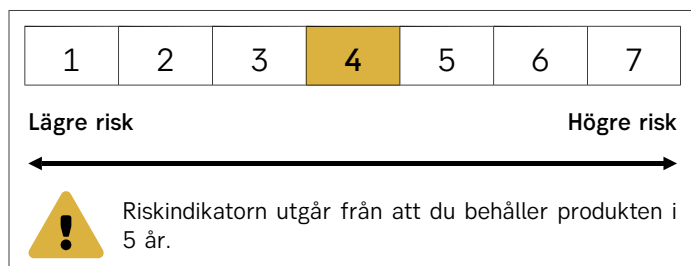 1 2 3 4 5 6 7
Lägre risk Högre risk
Riskindikatorn utgår från att du behåller produkten i
5 år.